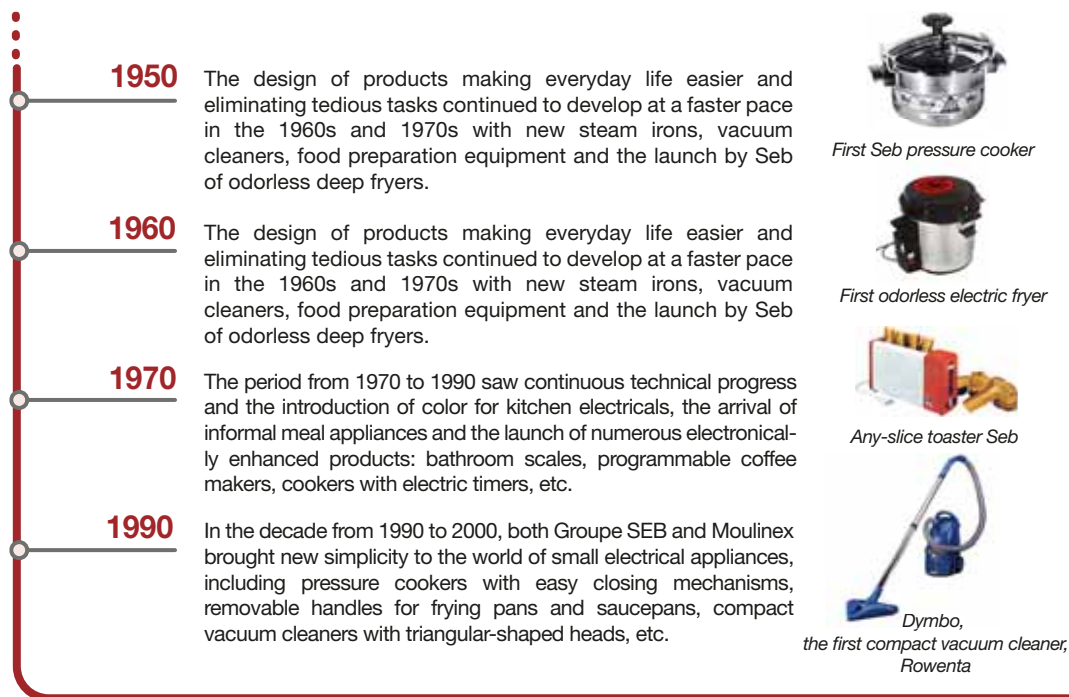 1950
The design of products making everyday life easier and
eliminating tedious tasks continued to develop at a faster pace
in the 1960s and 1970s with new steam irons, vacuum
cleaners, food preparation equipment and the launch by Seb
of odorless deep fryers.
First Seb pressure cooker
1960
The design of products making everyday life easier and
eliminating tedious tasks continued to develop at a faster pace
in the 1960s and 1970s with new steam irons, vacuum
cleaners, food preparation equipment and the launch by Seb
of odorless deep fryers.
First odorless electric fryer
1970
The period from 1970 to 1990 saw continuous technical progress
and the introduction of color for kitchen electricals, the arrival of
informal meal appliances and the launch of numerous electronical-
ly enhanced products: bathroom scales, programmable coffee
makers, cookers with electric timers, etc.
Any-slice toaster Seb
1990
In the decade from 1990 to 2000, both Groupe SEB and Moulinex
brought new simplicity to the world of small electrical appliances,
including pressure cookers with easy closing mechanisms,
removable handles for frying pans and saucepans, compact
vacuum cleaners with triangular-shaped heads, etc.
Dymbo,
the first compact vacuum cleaner,
Rowenta